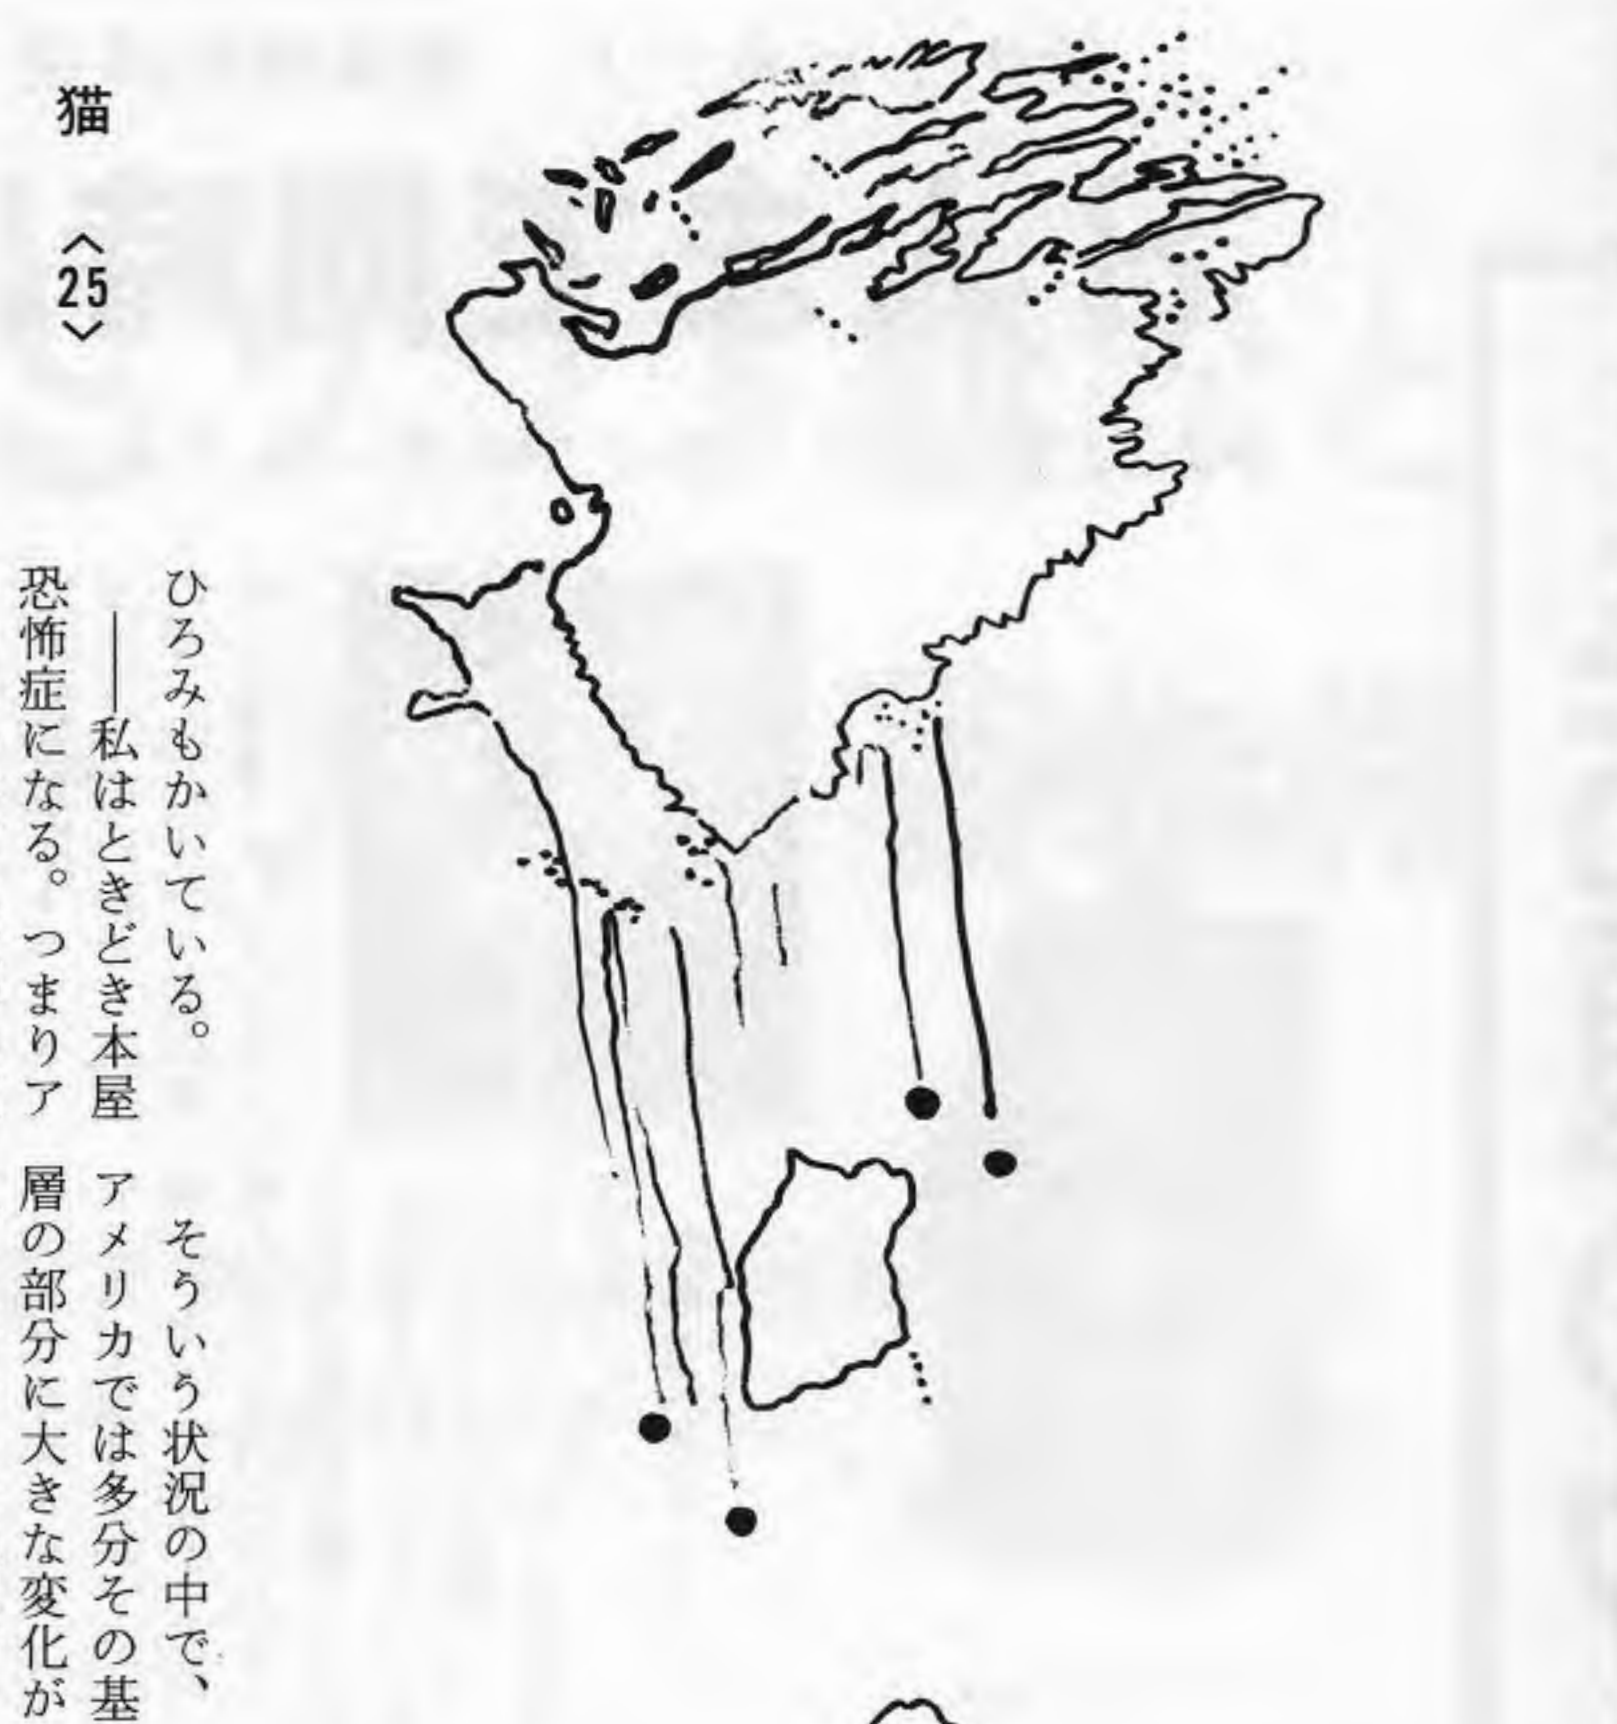 猫
〈25〉
ひろみもかいている。
――私はときどき本屋
恐怖症になる。つまりア
そういう状況の中で、
アメリカでは多分その基
層の部分に大きな変化が